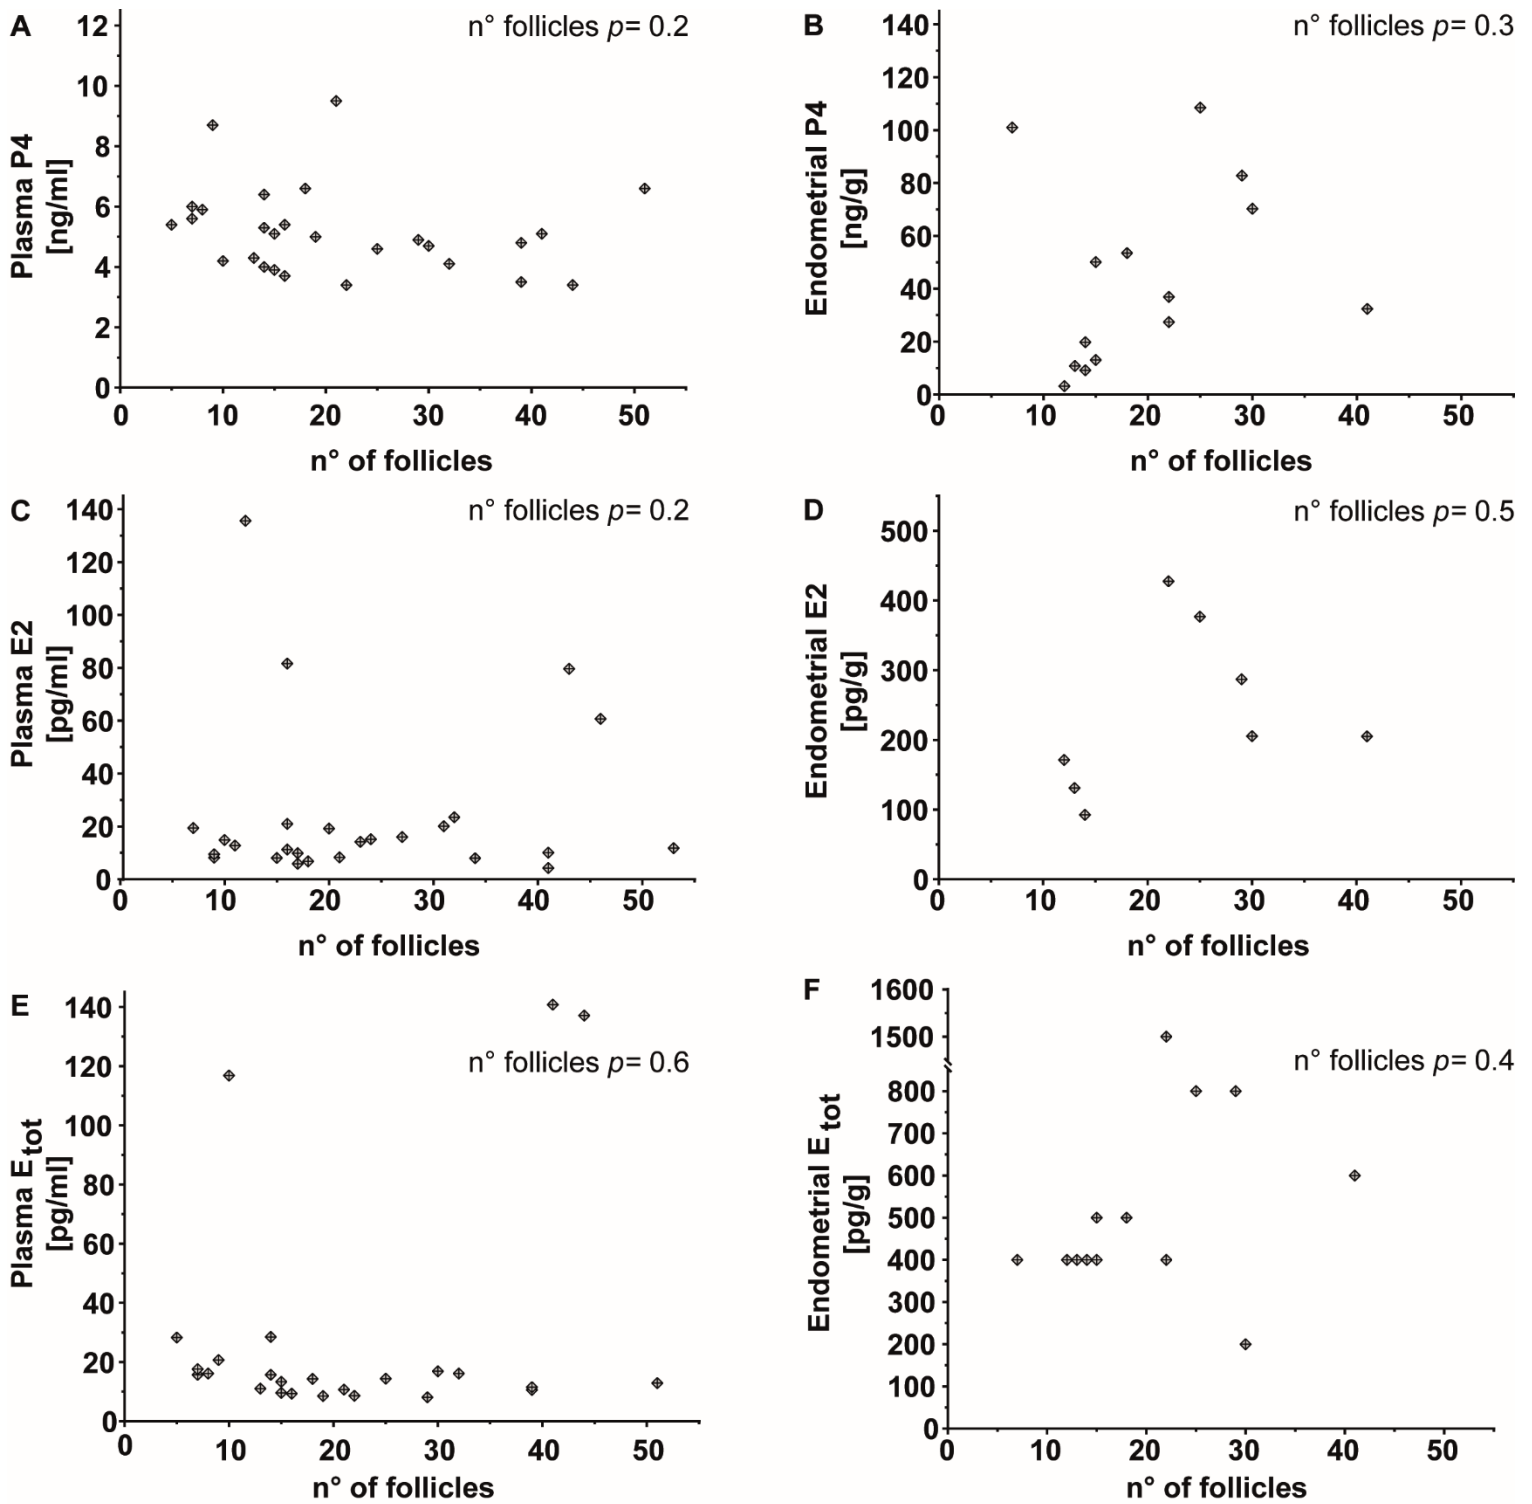 A
n° follicles p= 0.2
Plasma P4
[ng/ml]
12
10
8
6
4
2
0
0 10 20 30 40 50
n° of follicles
B
n° follicles p= 0.3
Endometrial P4
[ng/g]
140
120
100
80
60
40
20
0
0 10 20 30 40 50
n° of follicles
C
n° follicles p= 0.2
Plasma E2
[pg/ml]
140
120
100
80
60
40
20
0
0 10 20 30 40 50
n° of follicles
D
n° follicles p= 0.5
Endometrial E2
[pg/g]
500
400
300
200
100
0
0 10 20 30 40 50
n° of follicles
E
n° follicles p= 0.6
Plasma Etot
[pg/ml]
140
120
100
80
60
40
20
0
0 10 20 30 40 50
n° of follicles
F
n° follicles p= 0.4
Endometrial Etot
[pg/g]
1600
1500
800
700
600
500
400
300
200
100
0
0 10 20 30 40 50
n° of follicles